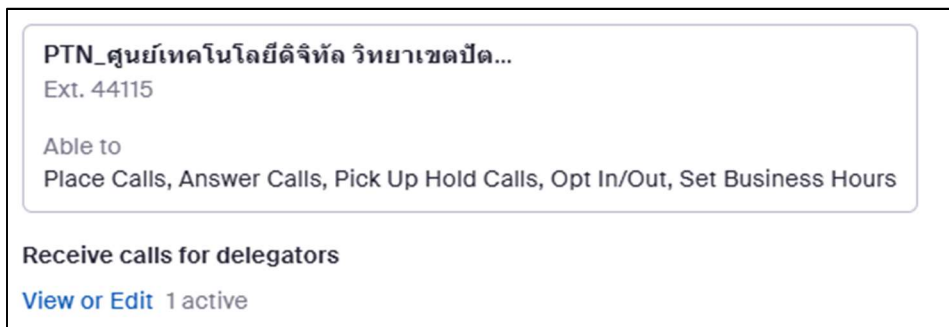 PTN_ศูนย์เทคโนโลยีดิจิทัล วิทยาเขตปัต...
Ext. 44115
Able to
Place Calls, Answer Calls, Pick Up Hold Calls, Opt In/Out, Set Business Hours
Receive calls for delegators
View or Edit 1 active